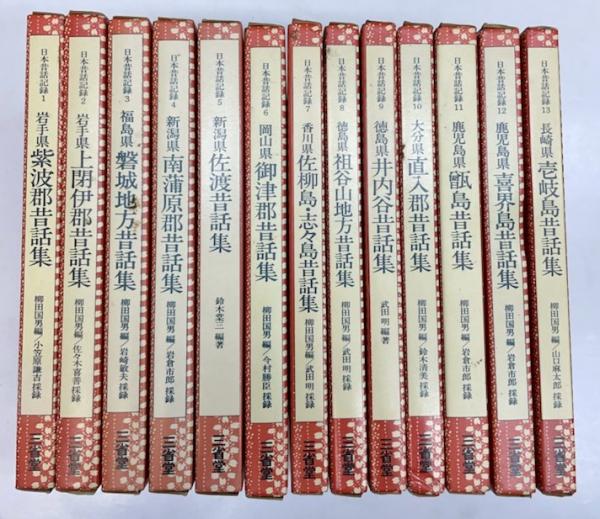 日本昔話記録 1
岩手県 紫波郡昔話集
柳田国男 編/小笠原謙吉 採録
三省堂
日本昔話記録 2
岩手県 上閉伊郡昔話集
柳田国男 編/佐々木喜善 採録
三省堂
日本昔話記録 3
福島県 磐城地方昔話集
柳田国男 編/岩崎敏夫 採録
三省堂
日本昔話記録 4
新潟県 南蒲原郡昔話集
柳田国男 編/岩倉市郎 採録
三省堂
日本昔話記録 5
新潟県 佐渡昔話集
鈴木棠三 編著
三省堂
日本昔話記録 6
岡山県 御津郡昔話集
柳田国男 編/今村勝臣 採録
三省堂
日本昔話記録 7
香川県 佐柳島・志々島昔話集
柳田国男 編/武田明 採録
三省堂
日本昔話記録 8
徳島県 祖谷山地方昔話集
柳田国男 編/武田明 採録
三省堂
日本昔話記録 9
徳島県 井内谷昔話集
武田明 編著
三省堂
日本昔話記録 10
大分県 直入郡昔話集
柳田国男 編/鈴木清美 採録
三省堂
日本昔話記録 11
鹿児島県 甑島昔話集
柳田国男 編/岩倉市郎 採録
三省堂
日本昔話記録 12
鹿児島県 喜界島昔話集
柳田国男 編/岩倉市郎 採録
三省堂
日本昔話記録 13
長崎県 壱岐島昔話集
柳田国男 編/山口麻太郎 採録
三省堂